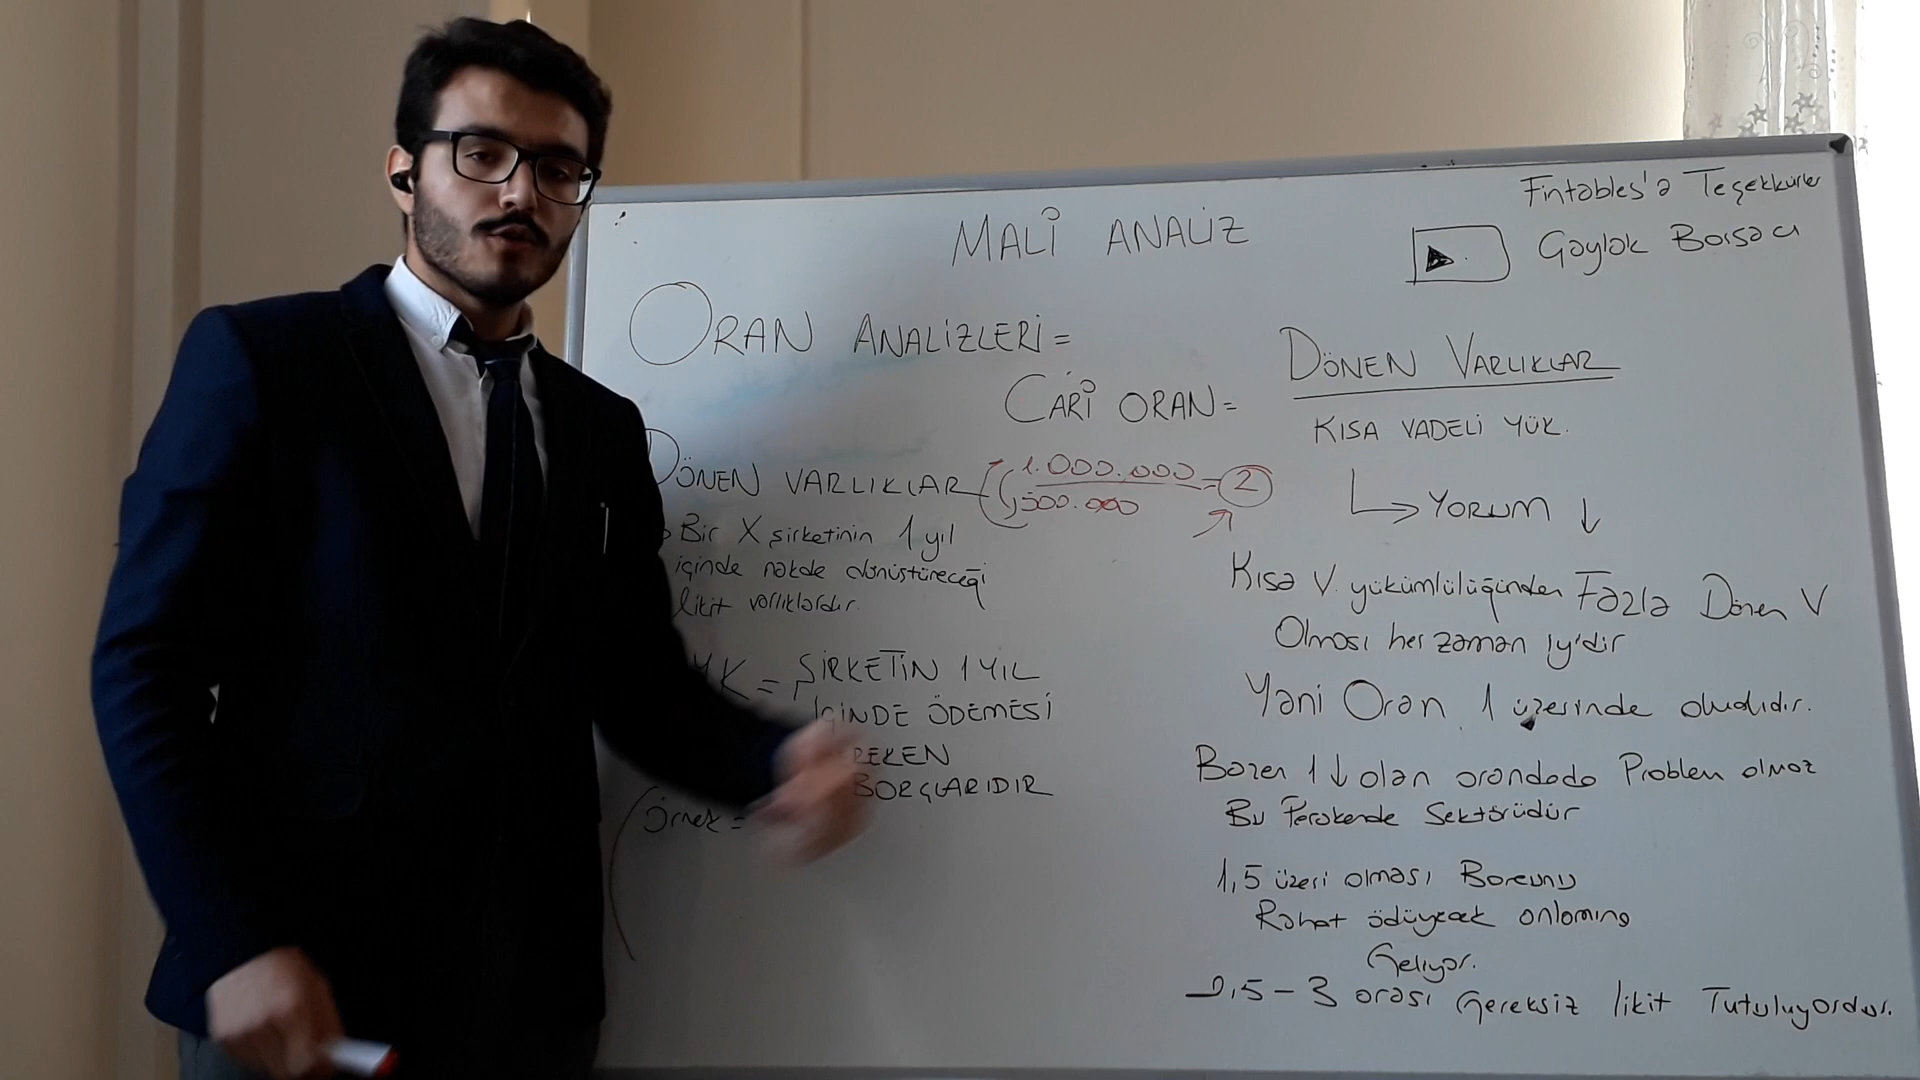 MALİ ANALİZ
Fintables'a Teşekkürler
Gaylak Borsacı
ORAN ANALİZLERİ =
CARİ ORAN =
DÖNEN VARLIKLAR
KISA VADELİ YÜK.
DÖNEN VARLIKLAR
1.000.000
500.000
= 2
Bir X şirketinin 1 yıl
içinde nakde dönüştüreceği
likit varlıklardır.
YK = ŞİRKETİN 1 YIL
İÇİNDE ÖDEMESİ
GEREKEN
BORÇLARIDIR
Örnek =
↳ YORUM ↓
Kısa V. yükümlülüğünden Fazla Dönen V
Olması her zaman iyi'dir
Yani Oran 1 üzerinde olmalıdır.
Bazen 1↓ olan orandada Problem olmaz
Bu Perakende Sektörüdür
1,5 üzeri olması Borcunu
Rahat ödüyecek anlamına
Geliyor.
5 - 3 arası Gereksiz likit Tutuluyordur.